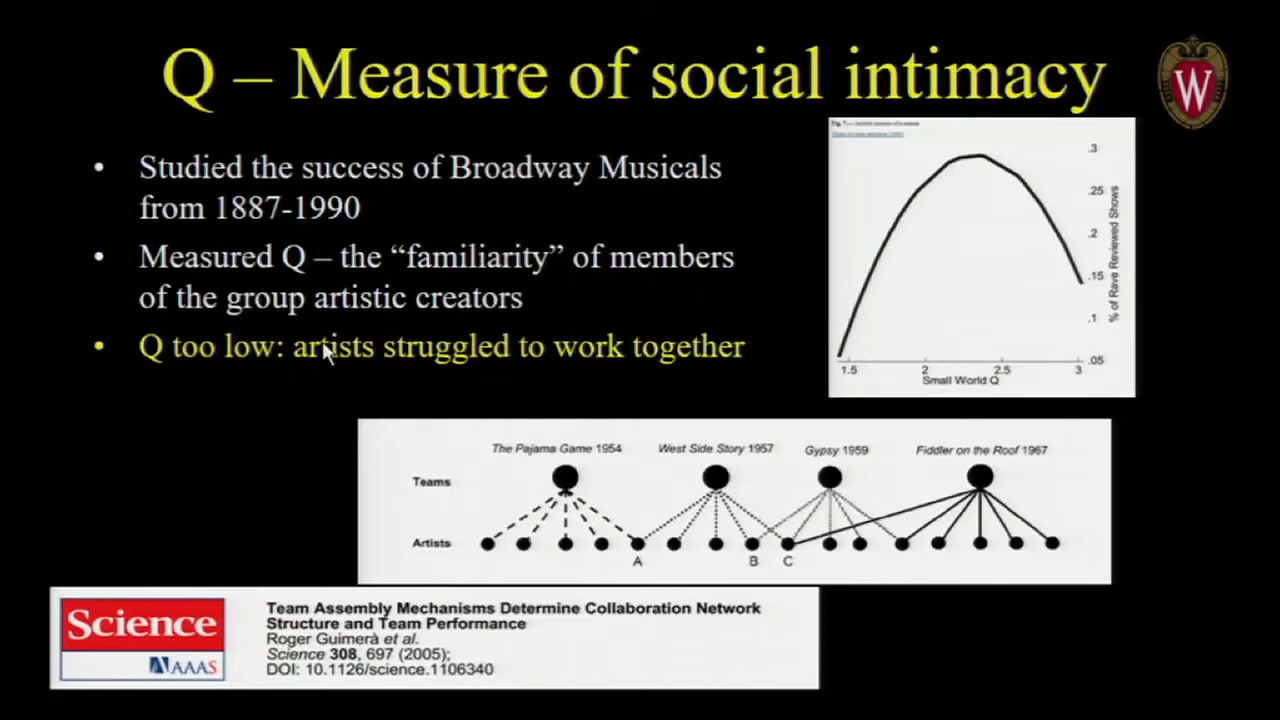 Q – Measure of social intimacy
W
• Studied the success of Broadway Musicals
from 1887-1990
• Measured Q – the “familiarity” of members
of the group artistic creators
• Q too low: artists struggled to work together
.3
.25
.2
.15
.1
.05
% of Rave Reviewed Shows
1.5 2 2.5 3
Small World Q
The Pajama Game 1954 West Side Story 1957 Gypsy 1959 Fiddler on the Roof 1967
Teams
Artists
A B C
Science
AAAS
Team Assembly Mechanisms Determine Collaboration Network
Structure and Team Performance
Roger Guimerà et al.
Science 308, 697 (2005);
DOI: 10.1126/science.1106340